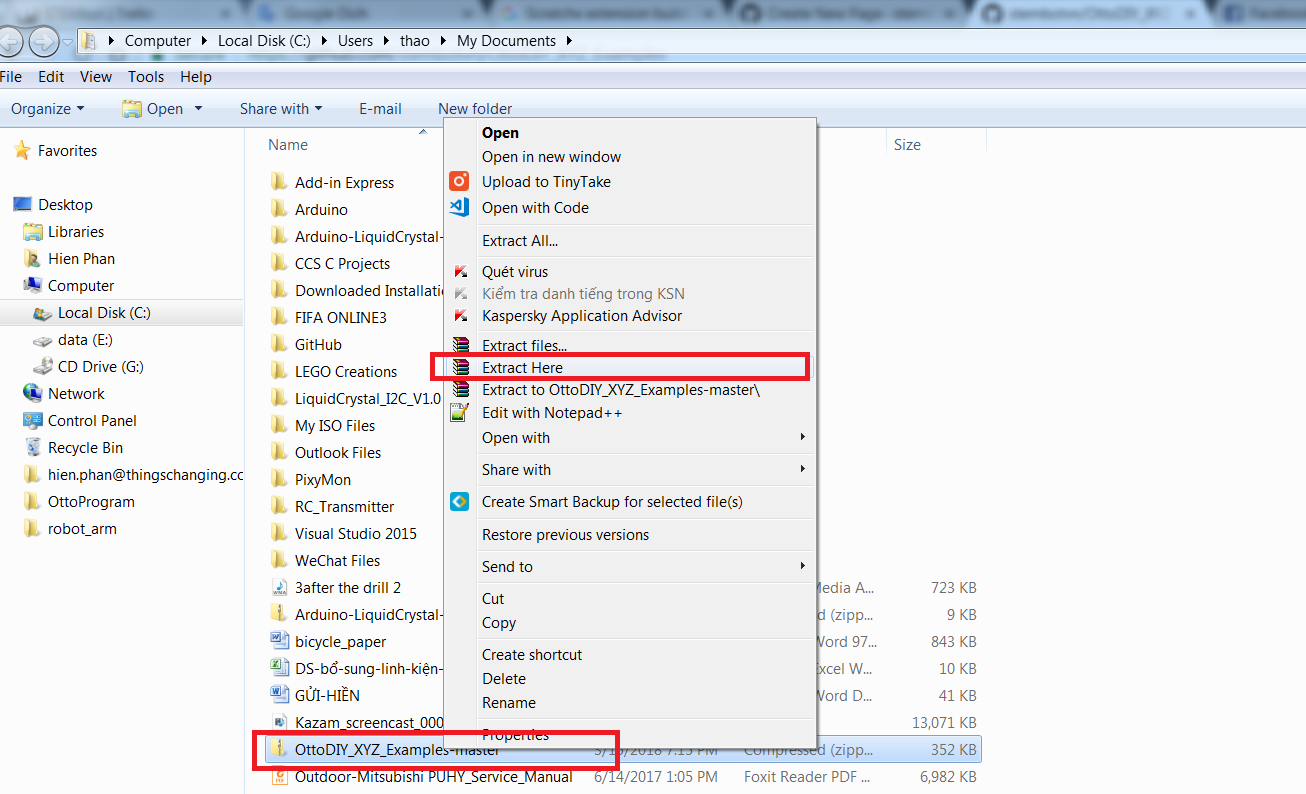 Computer Local Disk (C:) Users thao My Documents
File Edit View Tools Help
Organize Open Share with E-mail New folder
Favorites
Desktop
Libraries
Hien Phan
Computer
Local Disk (C:)
data (E:)
CD Drive (G:)
Network
Control Panel
Recycle Bin
hien.phan@thingschanging.cc
OttoProgram
robot_arm
Name
Size
Add-in Express
Arduino
Arduino-LiquidCrystal-
CCS C Projects
Downloaded Installati
FIFA ONLINE3
GitHub
LEGO Creations
LiquidCrystal_I2C_V1.0
My ISO Files
Outlook Files
PixyMon
RC_Transmitter
Visual Studio 2015
WeChat Files
3after the drill 2 Media A... 723 KB
Arduino-LiquidCrystal- d (zipp... 9 KB
bicycle_paper Word 97... 843 KB
DS-bổ-sung-linh-kiện- Excel W... 10 KB
GỬI-HIỀN Word D... 41 KB
Kazam_screencast_000 13,071 KB
OttoDIY_XYZ_Examples-master 7:15 PM Compressed (zipp... 352 KB
Outdoor-Mitsubishi PUHY_Service_Manual 6/14/2017 1:05 PM Foxit Reader PDF ... 6,982 KB
Open
Open in new window
Upload to TinyTake
Open with Code
Extract All...
Quét virus
Kiểm tra danh tiếng trong KSN
Kaspersky Application Advisor
Extract files...
Extract Here
Extract to OttoDIY_XYZ_Examples-master\
Edit with Notepad++
Open with
Share with
Create Smart Backup for selected file(s)
Restore previous versions
Send to
Cut
Copy
Create shortcut
Delete
Rename
Properties